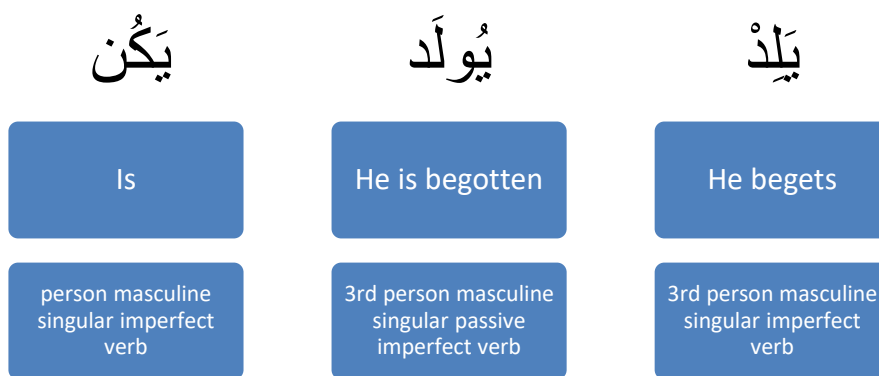 يَلِدْ
He begets
3rd person masculine
singular imperfect
verb
يُولَد
He is begotten
3rd person masculine
singular passive
imperfect verb
يَكُن
Is
person masculine
singular imperfect
verb